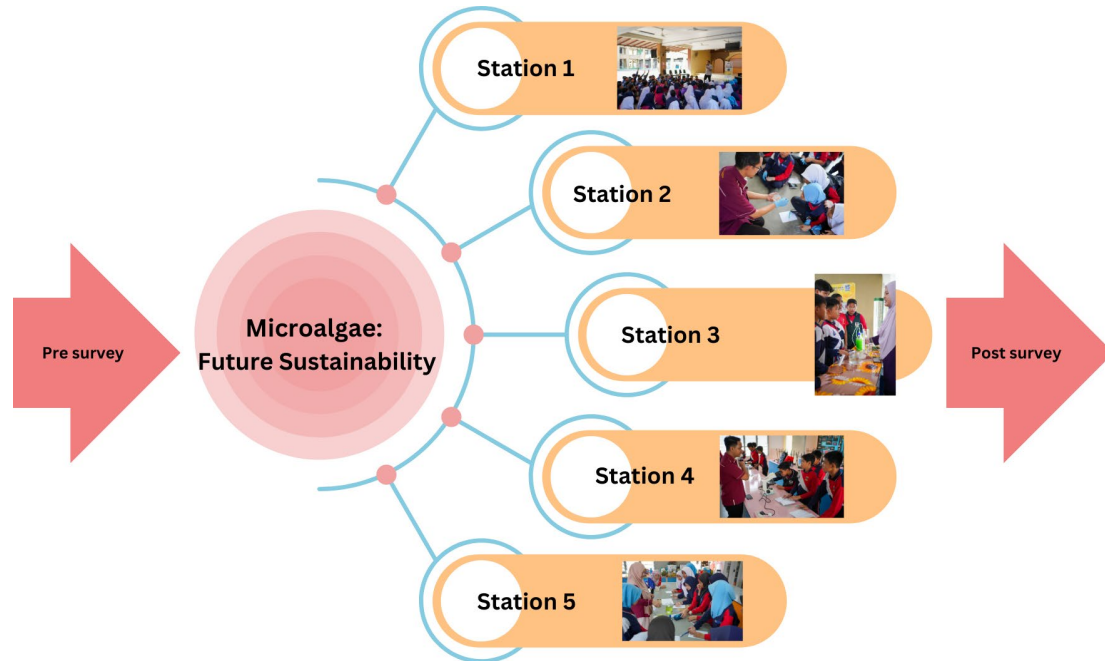 Pre survey
Microalgae:
Future Sustainability
Station 1
Station 2
Station 3
Station 4
Station 5
Post survey